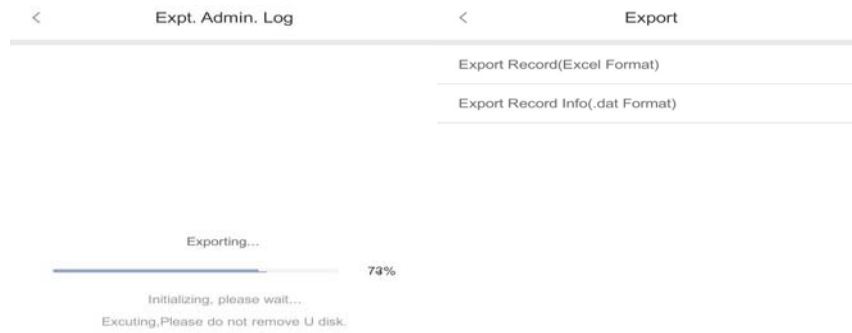 Expt. Admin. Log
Exporting...
Initializing, please wait...
Excuting,Please do not remove U disk.
Export
Export Record(Excel Format)
Export Record Info(.dat Format)